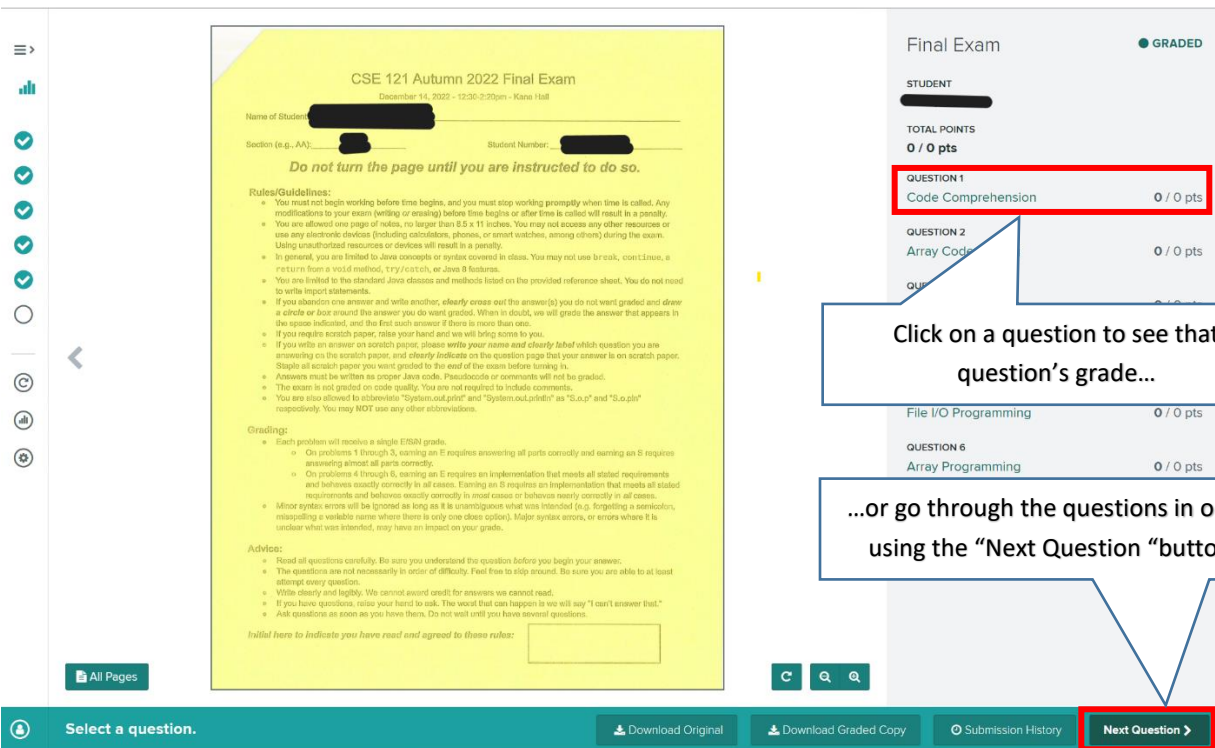 CSE 121 Autumn 2022 Final Exam
December 14, 2022 - 12:30-2:20pm - Kane Hall
Name of Student:
Section (e.g., AA): Student Number:
Do not turn the page until you are instructed to do so.
Rules/Guidelines:
You must not begin working before time begins, and you must stop working promptly when time is called. Any
modifications to your exam (writing or erasing) before time begins or after time is called will result in a penalty.
You are allowed one page of notes, no larger than 8.5 x 11 inches. You may not access any other resources or
use any electronic devices (including calculators, phones, or smart watches, among others) during the exam.
Using unauthorized resources or devices will result in a penalty.
In general, you are limited to Java concepts or syntax covered in class. You may not use break, continue, a
return from a void method, try/catch, or Java 8 features.
You are limited to the standard Java classes and methods listed on the provided reference sheet. You do not need
to write import statements.
If you abandon one answer and write another, clearly cross out the answer(s) you do not want graded and draw
a circle or box around the answer you do want graded. When in doubt, we will grade the answer that appears in
the space indicated, and the first such answer if there is more than one.
If you require scratch paper, raise your hand and we will bring some to you.
If you write an answer on scratch paper, please write your name and clearly label which question you are
answering on the scratch paper, and clearly indicate on the question page that your answer is on scratch paper.
Staple all scratch paper you want graded to the end of the exam before turning in.
Answers must be written as proper Java code. Pseudocode or comments will not be graded.
The exam is not graded on code quality. You are not required to include comments.
You are also allowed to abbreviate "System.out.print" and "System.out.println" as "S.o.p" and "S.o.pln"
respectively. You may NOT use any other abbreviations.
Grading:
Each problem will receive a single E/S/N grade.
On problems 1 through 3, earning an E requires answering all parts correctly and earning an S requires
answering almost all parts correctly.
On problems 4 through 6, earning an E requires an implementation that meets all stated requirements
and behaves exactly correctly in all cases. Earning an S requires an implementation that meets all stated
requirements and behaves exactly correctly in most cases or behaves nearly correctly in all cases.
Minor syntax errors will be ignored as long as it is unambiguous what was intended (e.g. forgetting a semicolon,
misspelling a variable name where there is only one close option). Major syntax errors, or errors where it is
unclear what was intended, may have an impact on your grade.
Advice:
Read all questions carefully. Be sure you understand the question before you begin your answer.
The questions are not necessarily in order of difficulty. Feel free to skip around. Be sure you are able to at least
attempt every question.
Write clearly and legibly. We cannot award credit for answers we cannot read.
If you have questions, raise your hand to ask. The worst that can happen is we will say "I can't answer that."
Ask questions as soon as you have them. Do not wait until you have several questions.
Initial here to indicate you have read and agreed to these rules:
All Pages
Final Exam GRADED
STUDENT
TOTAL POINTS
0 / 0 pts
QUESTION 1
Code Comprehension 0 / 0 pts
QUESTION 2
Array Code 0 / 0 pts
Click on a question to see that
question's grade...
File I/O Programming 0 / 0 pts
QUESTION 6
Array Programming 0 / 0 pts
...or go through the questions in o
using the "Next Question "butto
Select a question. Download Original Download Graded Copy Submission History Next Question